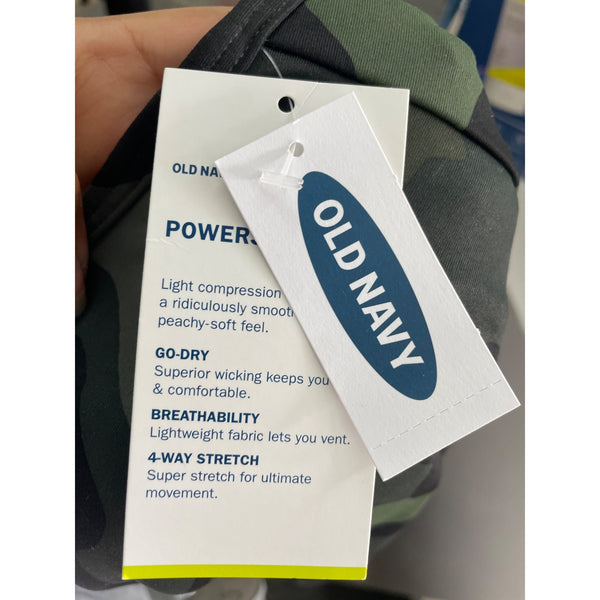 OLD NA
POWERS
Light compression
a ridiculously smoot
peachy-soft feel.
GO-DRY
Superior wicking keeps you
& comfortable.
BREATHABILITY
Lightweight fabric lets you vent.
4-WAY STRETCH
Super stretch for ultimate
movement.
OLD NAVY